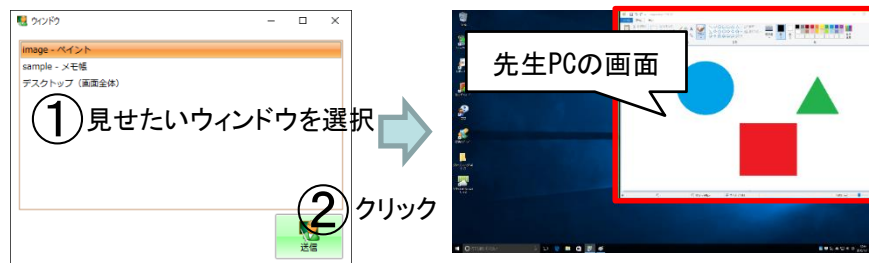 ウィンドウ
image - ペイント
sample - メモ帳
デスクトップ（画面全体）
①見せたいウィンドウを選択
②クリック
送信
先生PCの画面